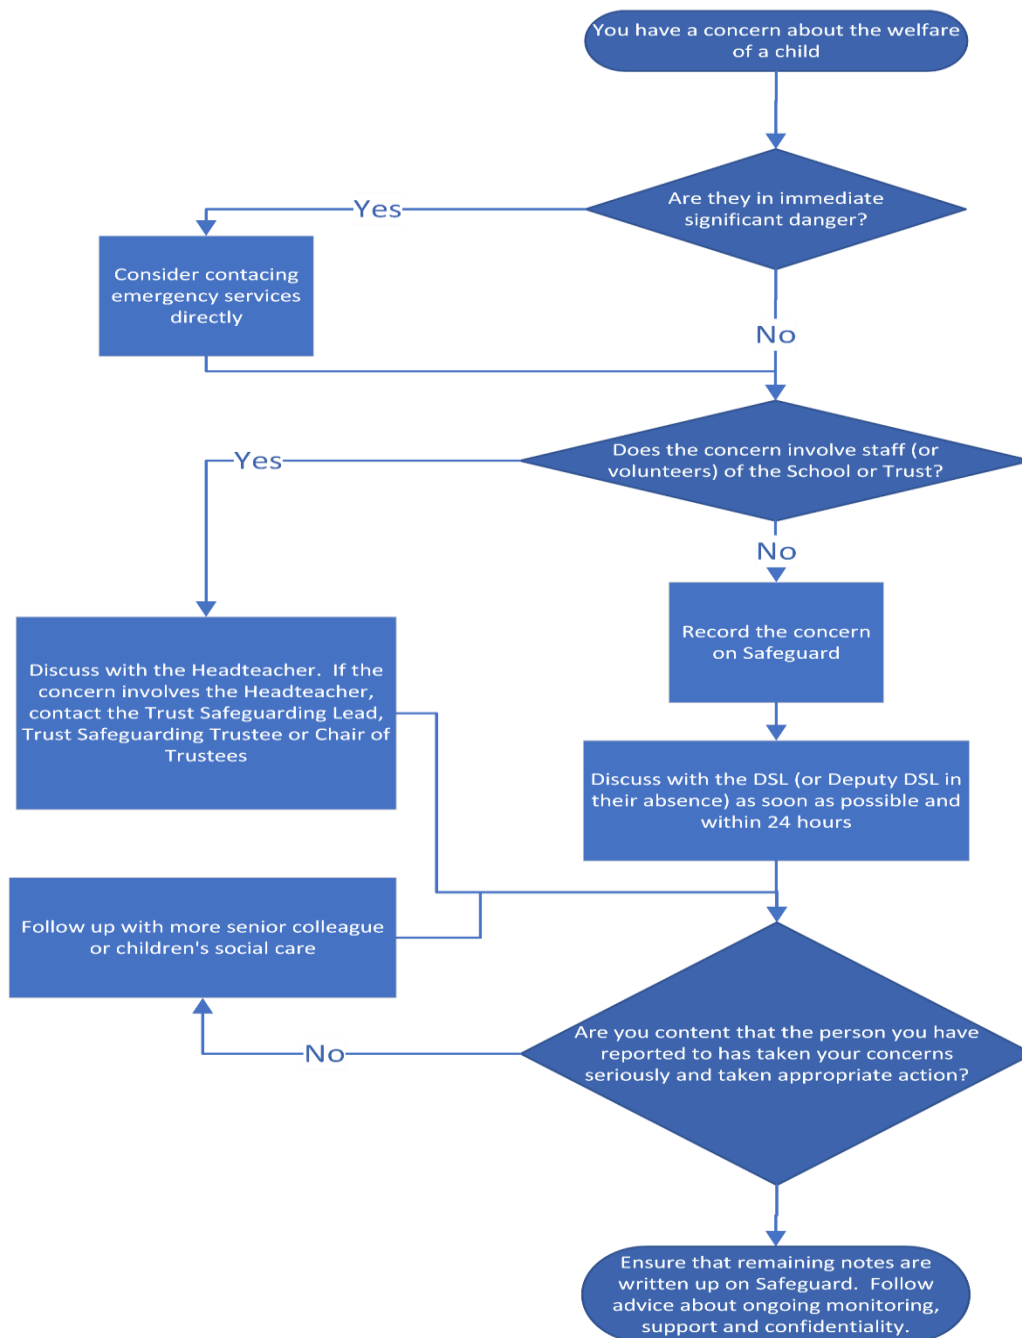 You have a concern about the welfare
of a child
Are they in immediate
significant danger?
Yes
Consider contacing
emergency services
directly
No
Does the concern involve staff (or
volunteers) of the School or Trust?
Yes
No
Record the concern
on Safeguard
Discuss with the Headteacher.  If the
concern involves the Headteacher,
contact the Trust Safeguarding Lead,
Trust Safeguarding Trustee or Chair of
Trustees
Discuss with the DSL (or Deputy DSL in
their absence) as soon as possible and
within 24 hours
Follow up with more senior colleague
or children's social care
Are you content that the person you have
reported to has taken your concerns
seriously and taken appropriate action?
No
Ensure that remaining notes are
written up on Safeguard.  Follow
advice about ongoing monitoring,
support and confidentiality.